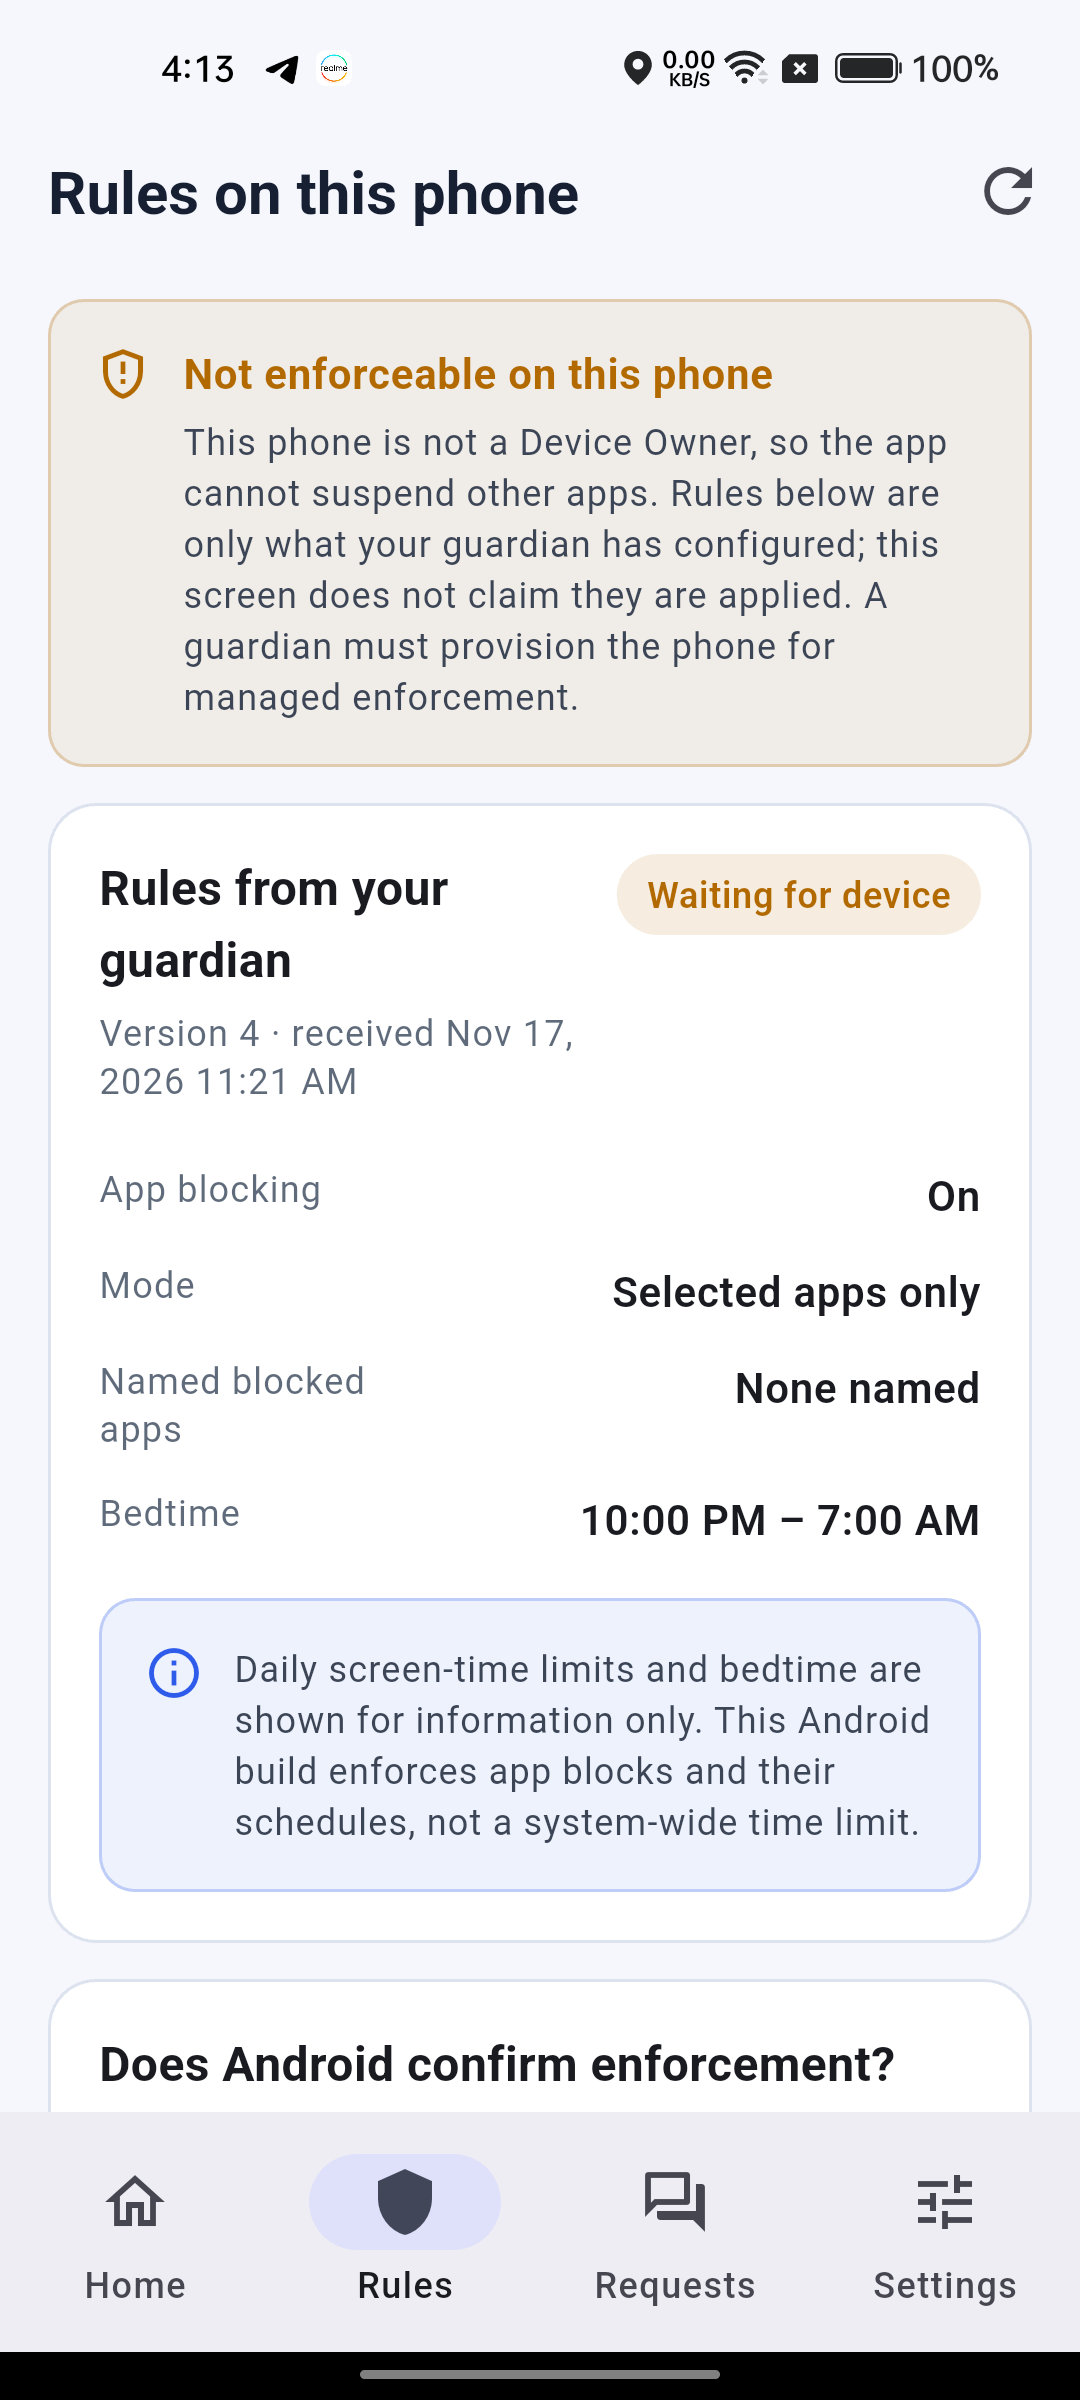 4:13
realme
0.00
KB/S
100%
Rules on this phone
Not enforceable on this phone
This phone is not a Device Owner, so the app
cannot suspend other apps. Rules below are
only what your guardian has configured; this
screen does not claim they are applied. A
guardian must provision the phone for
managed enforcement.
Rules from your
guardian
Waiting for device
Version 4 · received Nov 17,
2026 11:21 AM
App blocking
On
Mode
Selected apps only
Named blocked
apps
None named
Bedtime
10:00 PM – 7:00 AM
Daily screen-time limits and bedtime are
shown for information only. This Android
build enforces app blocks and their
schedules, not a system-wide time limit.
Does Android confirm enforcement?
Home
Rules
Requests
Settings